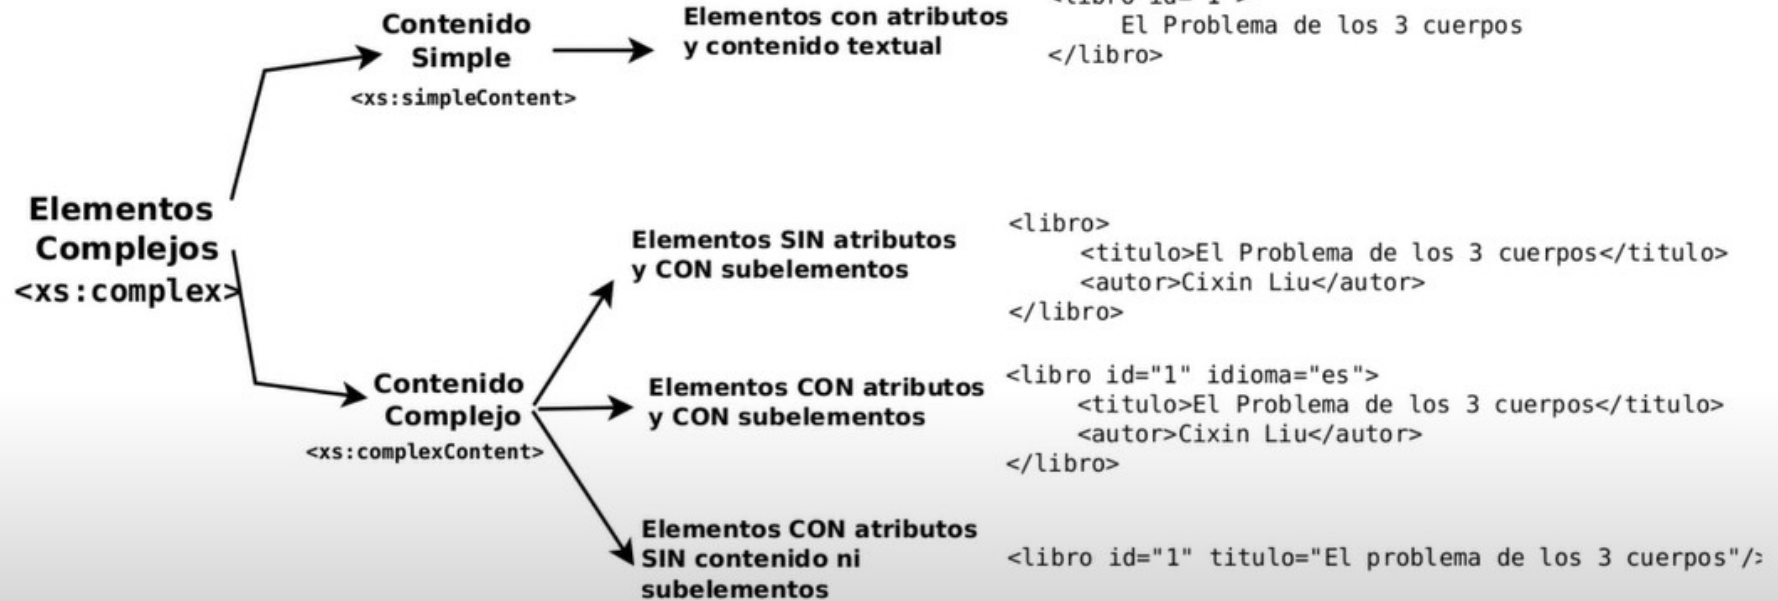 Contenido
Simple
<xs:simpleContent>
Elementos con atributos
y contenido textual
El Problema de los 3 cuerpos
</libro>
Elementos
Complejos
<xs:complex>
Elementos SIN atributos
y CON subelementos
<libro>
<titulo>El Problema de los 3 cuerpos</titulo>
<autor>Cixin Liu</autor>
</libro>
Contenido
Complejo
<xs:complexContent>
Elementos CON atributos
y CON subelementos
<libro id="1" idioma="es">
<titulo>El Problema de los 3 cuerpos</titulo>
<autor>Cixin Liu</autor>
</libro>
Elementos CON atributos
SIN contenido ni
subelementos
<libro id="1" titulo="El problema de los 3 cuerpos"/>